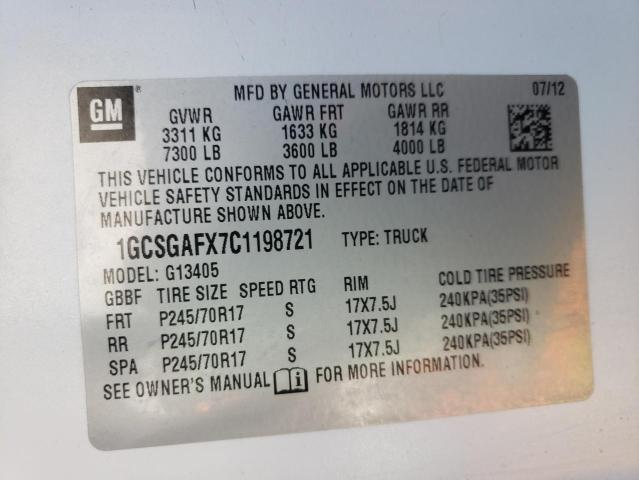 GM
®
MFD BY GENERAL MOTORS LLC 07/12
GVWR GAWR FRT GAWR RR
3311 KG 1633 KG 1814 KG
7300 LB 3600 LB 4000 LB
THIS VEHICLE CONFORMS TO ALL APPLICABLE U.S. FEDERAL MOTOR
VEHICLE SAFETY STANDARDS IN EFFECT ON THE DATE OF
MANUFACTURE SHOWN ABOVE.
1GCSGAFX7C1198721 TYPE: TRUCK
MODEL: G13405
GBBF TIRE SIZE SPEED RTG RIM COLD TIRE PRESSURE
FRT P245/70R17 S 17X7.5J 240KPA(35PSI)
RR P245/70R17 S 17X7.5J 240KPA(35PSI)
SPA P245/70R17 S 17X7.5J 240KPA(35PSI)
SEE OWNER'S MANUAL i FOR MORE INFORMATION.